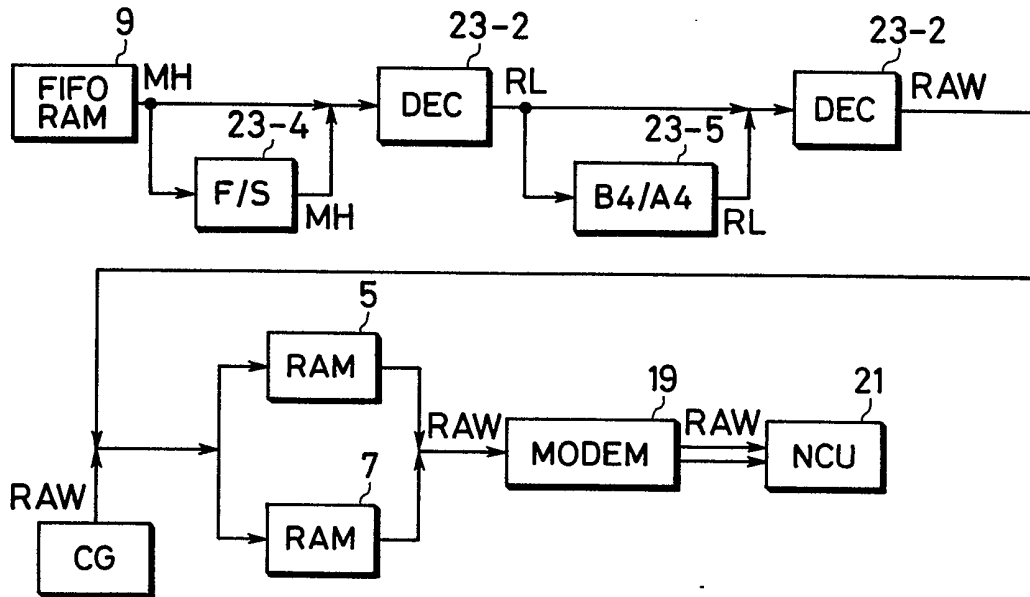 9
23-2
23-2
FIFO
RAM
MH
DEC
RL
DEC
RAW
23-4
23-5
F/S
MH
B4/A4
RL
5
RAM
19
21
RAW
MODEM
RAW
NCU
7
RAW
RAM
CG